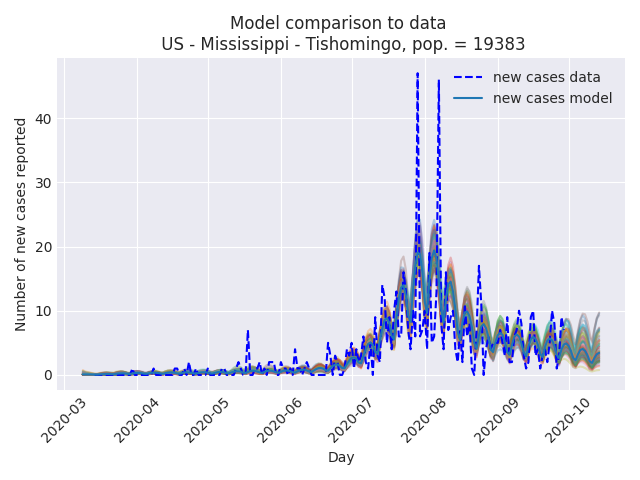 Model comparison to data
US - Mississippi - Tishomingo, pop. = 19383
new cases data
new cases model
Number of new cases reported
40
30
20
10
0
2020-03
2020-04
2020-05
2020-06
2020-07
2020-08
2020-09
2020-10
Day